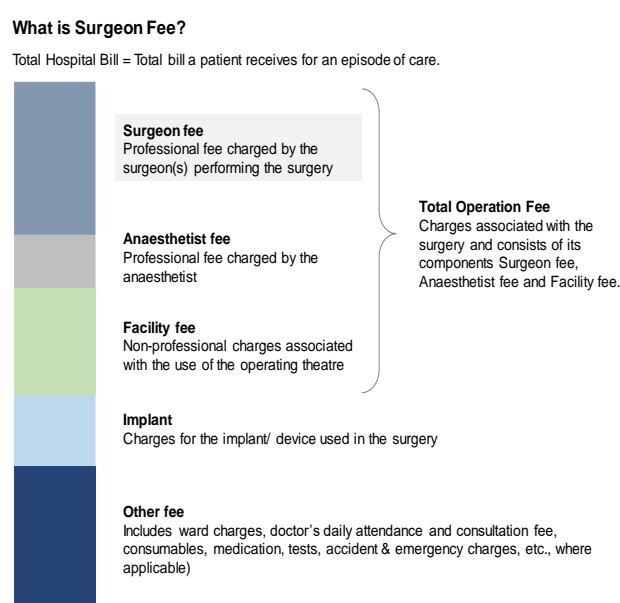 What is Surgeon Fee?
Total Hospital Bill = Total bill a patient receives for an episode of care.
Surgeon fee
Professional fee charged by the
surgeon(s) performing the surgery
Anaesthetist fee
Professional fee charged by the
anaesthetist
Facility fee
Non-professional charges associated
with the use of the operating theatre
Total Operation Fee
Charges associated with the
surgery and consists of its
components Surgeon fee,
Anaesthetist fee and Facility fee.
Implant
Charges for the implant/ device used in the surgery
Other fee
Includes ward charges, doctor's daily attendance and consultation fee,
consumables, medication, tests, accident & emergency charges, etc., where
applicable)